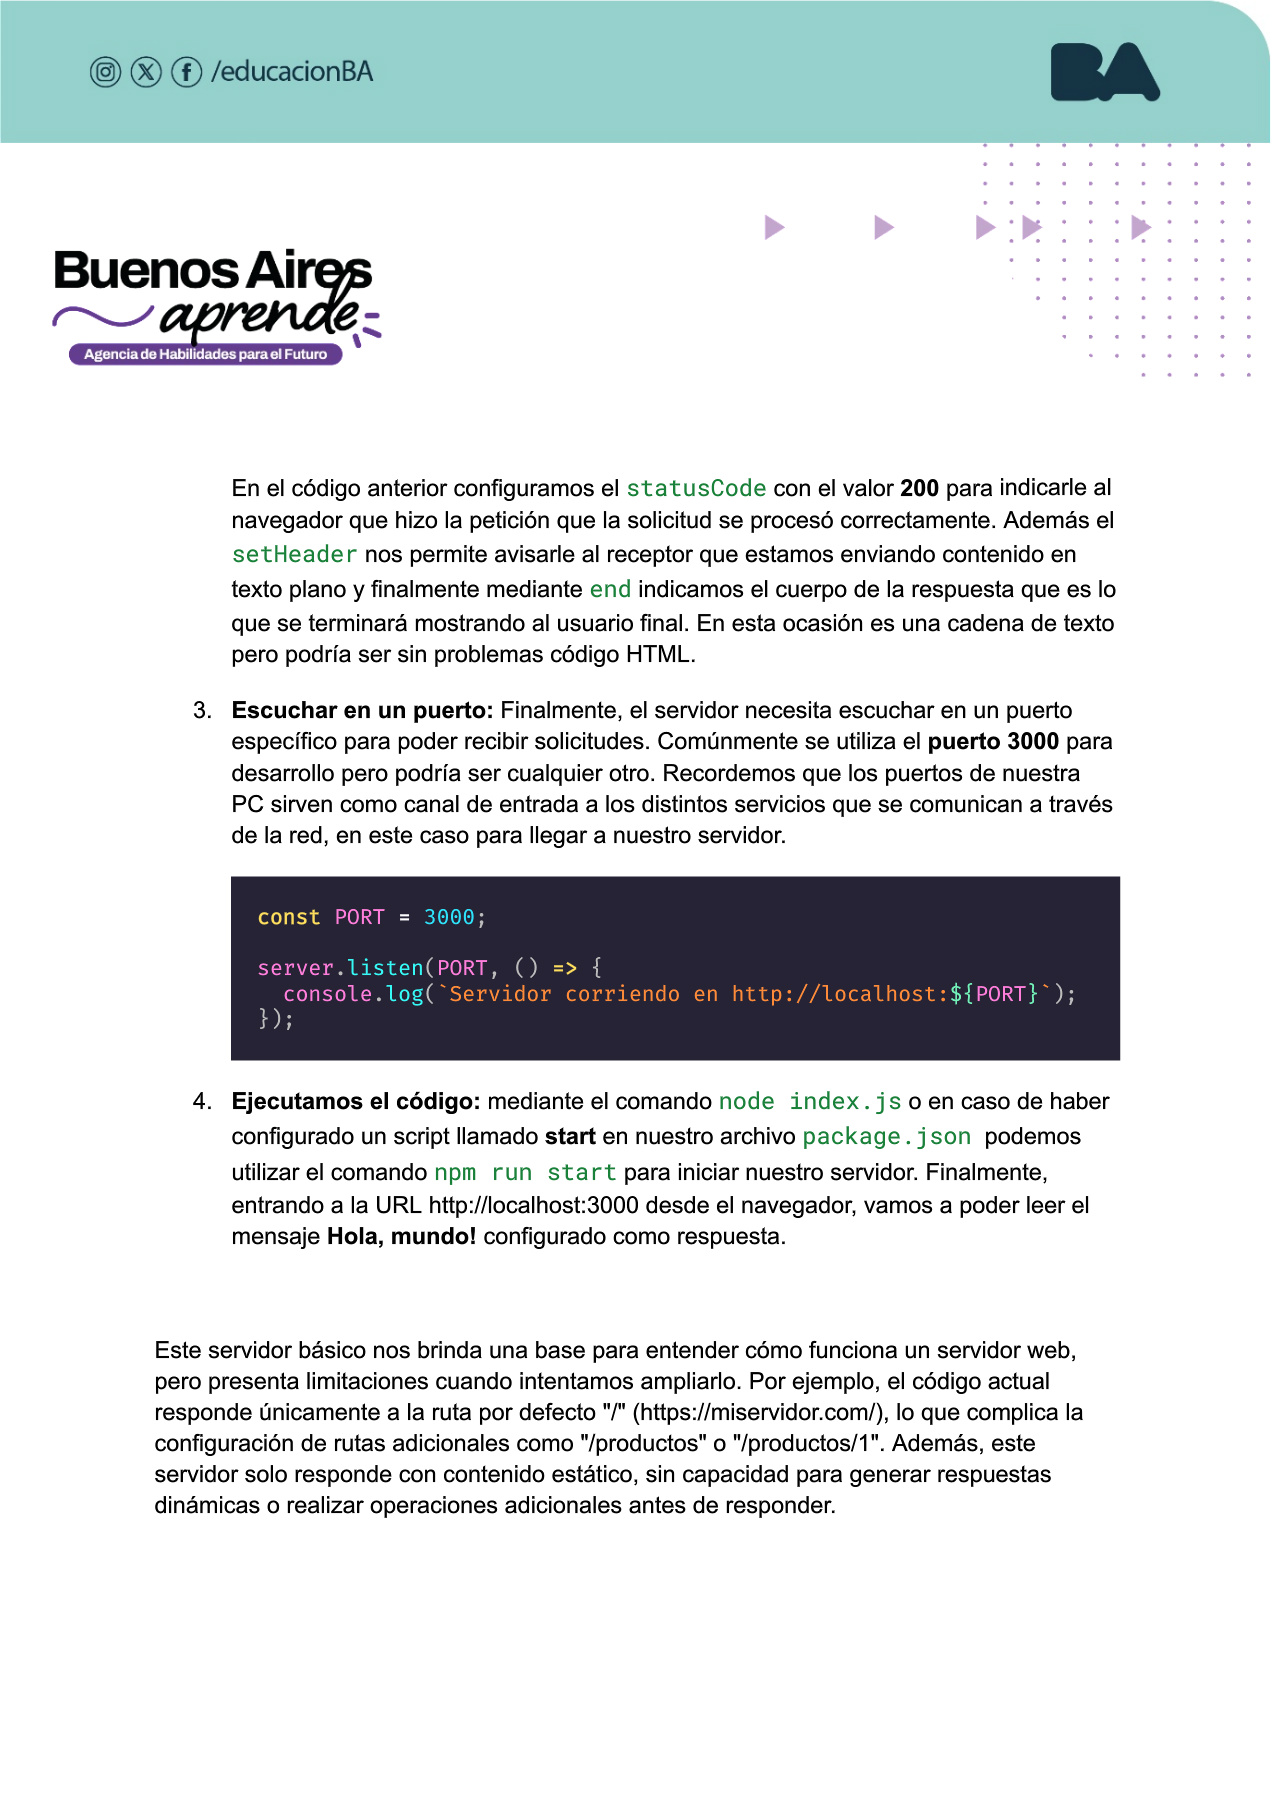 /educacionBA
BA
Buenos Aires
aprende
Agencia de Habilidades para el Futuro
En el código anterior configuramos el statusCode con el valor 200 para indicarle al
navegador que hizo la petición que la solicitud se procesó correctamente. Además el
setHeader nos permite avisarle al receptor que estamos enviando contenido en
texto plano y finalmente mediante end indicamos el cuerpo de la respuesta que es lo
que se terminará mostrando al usuario final. En esta ocasión es una cadena de texto
pero podría ser sin problemas código HTML.
3. Escuchar en un puerto: Finalmente, el servidor necesita escuchar en un puerto
específico para poder recibir solicitudes. Comúnmente se utiliza el puerto 3000 para
desarrollo pero podría ser cualquier otro. Recordemos que los puertos de nuestra
PC sirven como canal de entrada a los distintos servicios que se comunican a través
de la red, en este caso para llegar a nuestro servidor.
const PORT = 3000;
server.listen(PORT, () => {
  console.log(`Servidor corriendo en http://localhost:${PORT}`);
});
4. Ejecutamos el código: mediante el comando node index.js o en caso de haber
configurado un script llamado start en nuestro archivo package.json podemos
utilizar el comando npm run start para iniciar nuestro servidor. Finalmente,
entrando a la URL http://localhost:3000 desde el navegador, vamos a poder leer el
mensaje Hola, mundo! configurado como respuesta.
Este servidor básico nos brinda una base para entender cómo funciona un servidor web,
pero presenta limitaciones cuando intentamos ampliarlo. Por ejemplo, el código actual
responde únicamente a la ruta por defecto "/" (https://miservidor.com/), lo que complica la
configuración de rutas adicionales como "/productos" o "/productos/1". Además, este
servidor solo responde con contenido estático, sin capacidad para generar respuestas
dinámicas o realizar operaciones adicionales antes de responder.